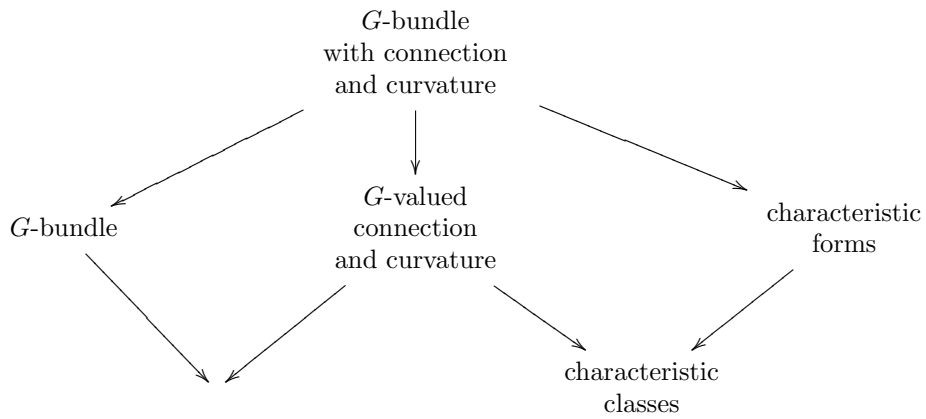 G-bundle
with connection
and curvature
G-bundle
G-valued
connection
and curvature
characteristic
forms
characteristic
classes